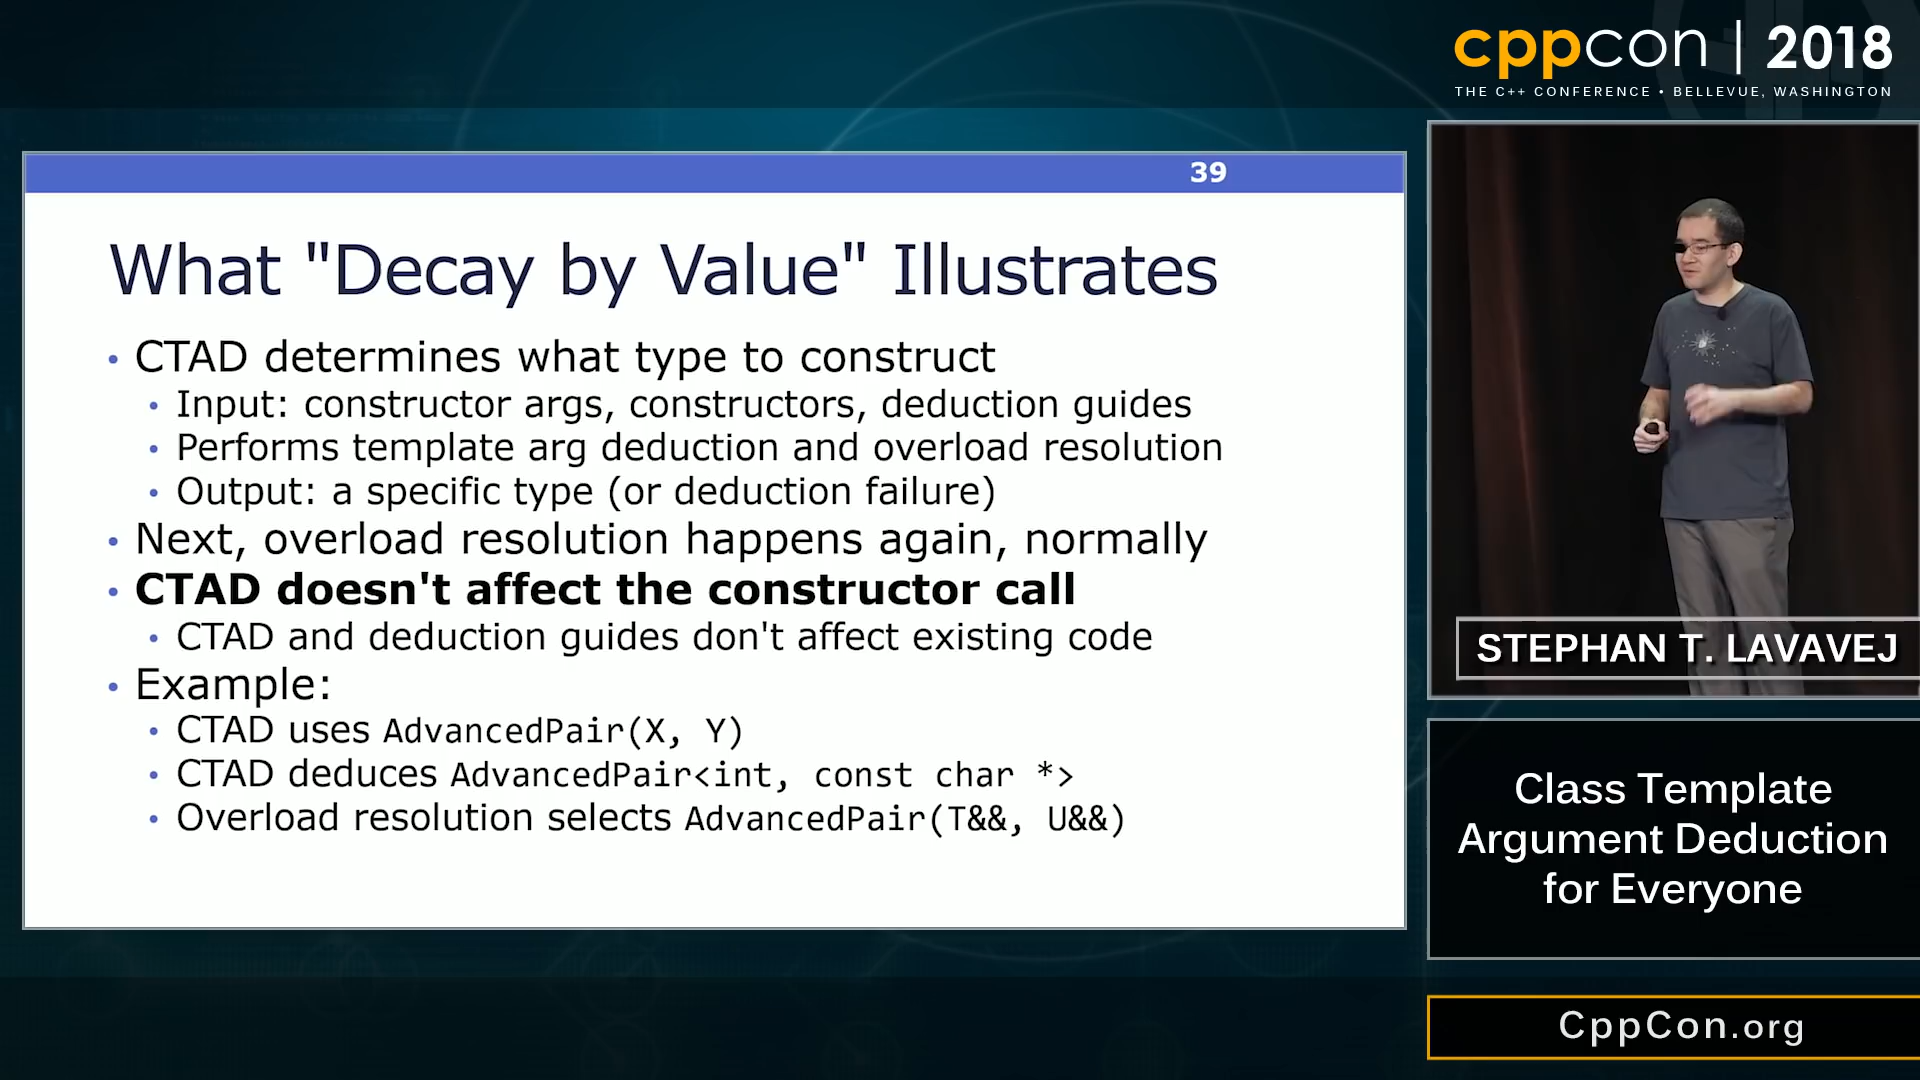 cppcon | 2018
THE C++ CONFERENCE • BELLEVUE, WASHINGTON
39
What "Decay by Value" Illustrates
• CTAD determines what type to construct
• Input: constructor args, constructors, deduction guides
• Performs template arg deduction and overload resolution
• Output: a specific type (or deduction failure)
• Next, overload resolution happens again, normally
• CTAD doesn't affect the constructor call
• CTAD and deduction guides don't affect existing code
• Example:
• CTAD uses AdvancedPair(X, Y)
• CTAD deduces AdvancedPair<int, const char *>
• Overload resolution selects AdvancedPair(T&&, U&&)
STEPHAN T. LAVAVEJ
Class Template
Argument Deduction
for Everyone
CppCon.org